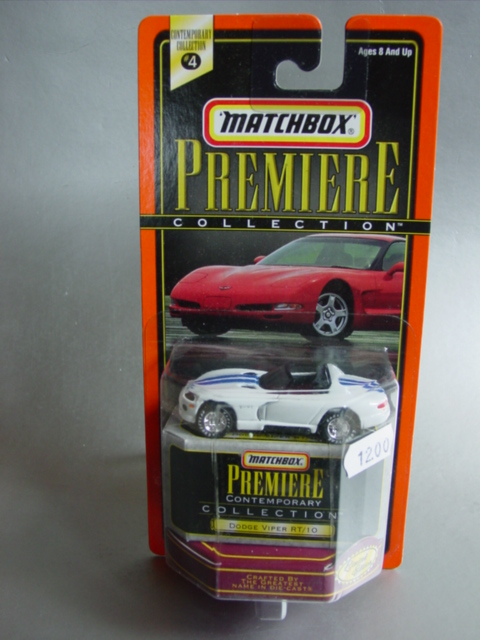 CONTEMPORARY
COLLECTION
#4
Ages 8 And Up
MATCHBOX®
PREMIERE
COLLECTION™
MATCHBOX
PREMIERE
CONTEMPORARY
COLLECTION
DODGE VIPER RT/10
1200
CRAFTED BY
THE GREATEST
NAME IN DIE-CASTS